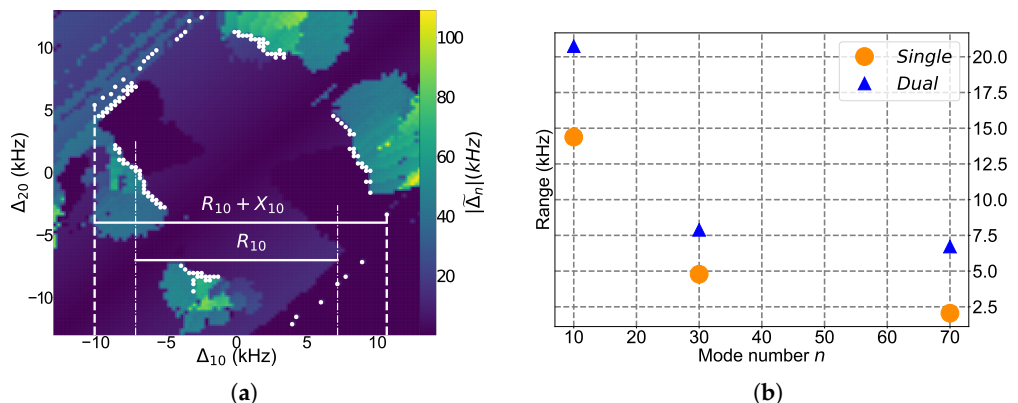 10
5
0
−5
−10
Δ20 (kHz)
−10
−5
0
5
10
Δ10 (kHz)
R10 + X10
R10
100
80
60
40
20
|Δ̃n|(kHz)
(a)
Single
Dual
20.0
17.5
15.0
12.5
10.0
7.5
5.0
2.5
Range (kHz)
10
20
30
40
50
60
70
Mode number n
(b)